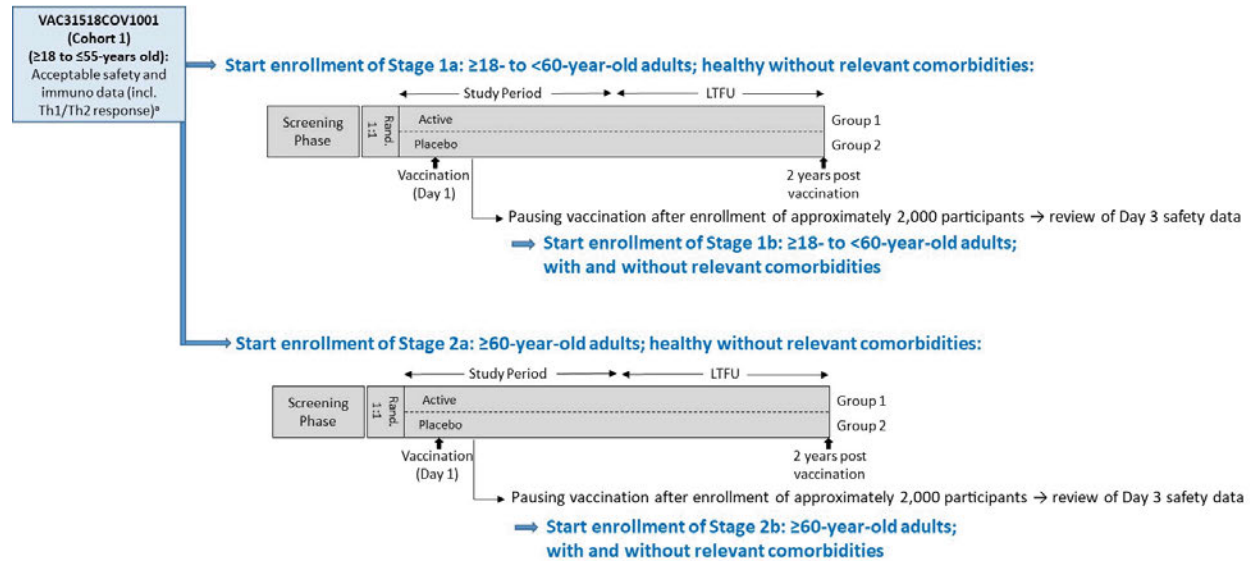 VAC31518COV1001
(Cohort 1)
(≥18 to ≤55-years old):
Acceptable safety and
immuno data (incl.
Th1/Th2 response)ª
Start enrollment of Stage 1a: ≥18- to <60-year-old adults; healthy without relevant comorbidities:
Study Period
LTFU
Screening
Phase
Rand.
1:1
Active
Placebo
Group 1
Group 2
Vaccination
(Day 1)
2 years post
vaccination
Pausing vaccination after enrollment of approximately 2,000 participants → review of Day 3 safety data
Start enrollment of Stage 1b: ≥18- to <60-year-old adults;
with and without relevant comorbidities
Start enrollment of Stage 2a: ≥60-year-old adults; healthy without relevant comorbidities:
Study Period
LTFU
Screening
Phase
Rand.
1:1
Active
Placebo
Group 1
Group 2
Vaccination
(Day 1)
2 years post
vaccination
Pausing vaccination after enrollment of approximately 2,000 participants → review of Day 3 safety data
Start enrollment of Stage 2b: ≥60-year-old adults;
with and without relevant comorbidities